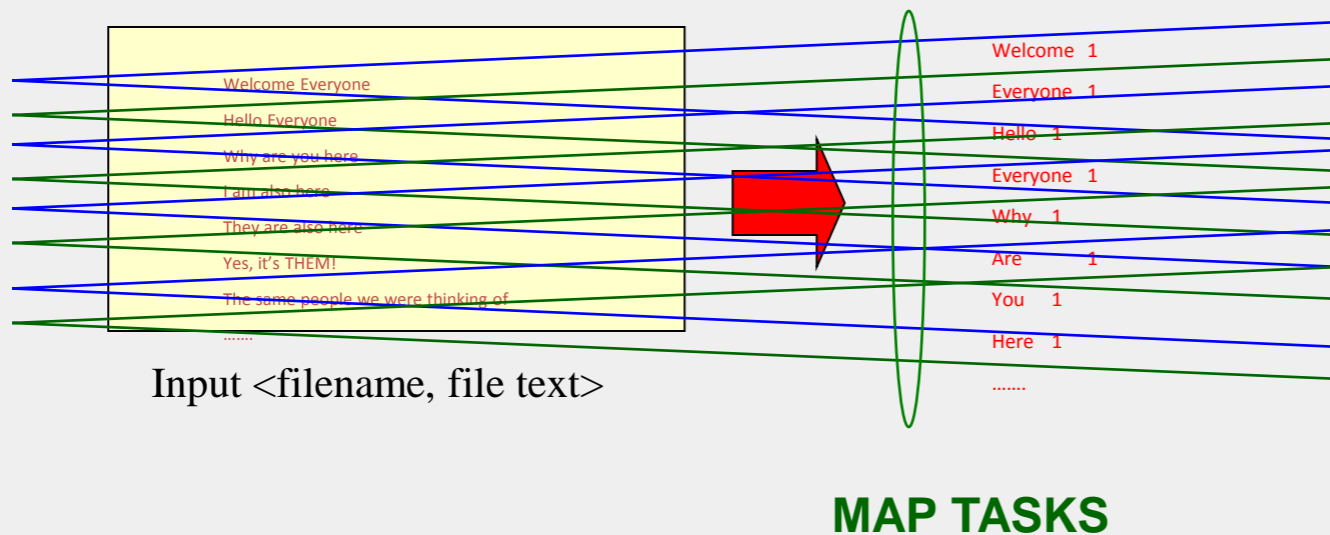 Welcome Everyone
Hello Everyone
Why are you here
I am also here
They are also here
Yes, it's THEM!
The same people we were thinking of
.......
Input <filename, file text>
Welcome 1
Everyone 1
Hello 1
Everyone 1
Why 1
Are 1
You 1
Here 1
.......
MAP TASKS